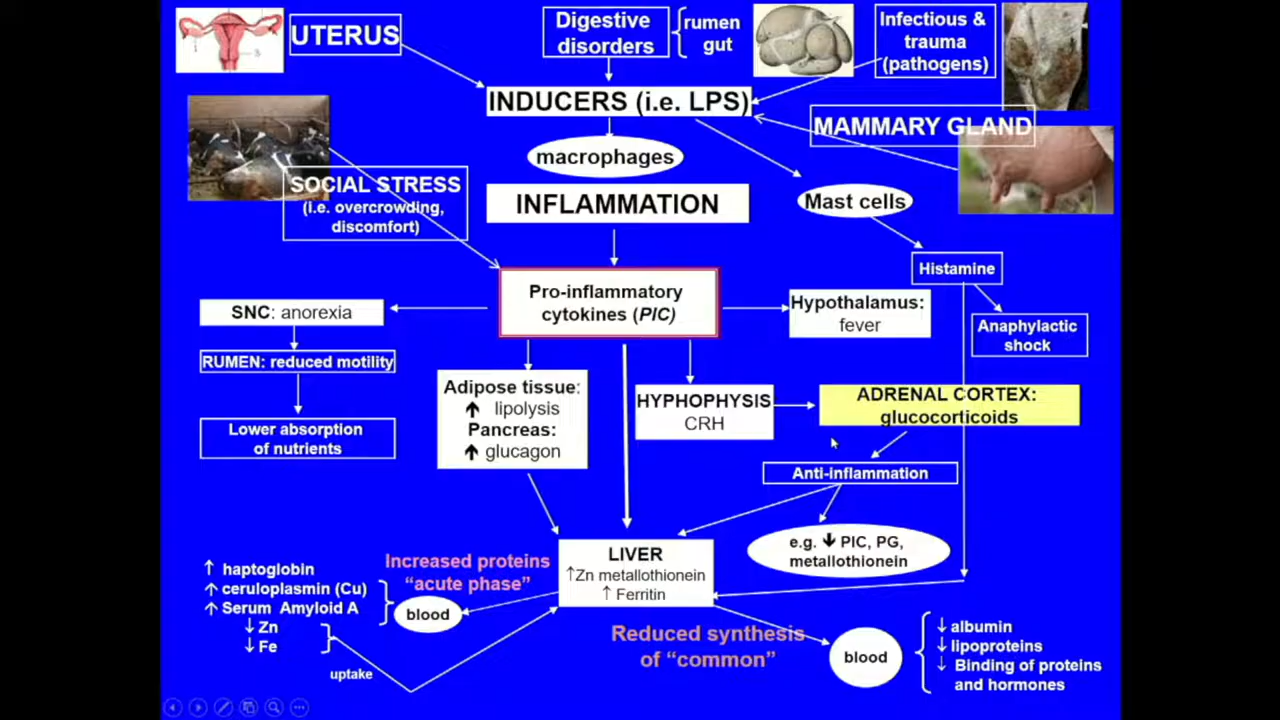 UTERUS
Digestive
disorders
rumen
gut
Infectious &
trauma
(pathogens)
INDUCERS (i.e. LPS)
MAMMARY GLAND
macrophages
SOCIAL STRESS
(i.e. overcrowding,
discomfort)
INFLAMMATION
Mast cells
Histamine
Anaphylactic
shock
Pro-inflammatory
cytokines (PIC)
Hypothalamus:
fever
SNC: anorexia
RUMEN: reduced motility
Lower absorption
of nutrients
Adipose tissue:
↑ lipolysis
Pancreas:
↑ glucagon
HYPHOPHYSIS
CRH
ADRENAL CORTEX:
glucocorticoids
Anti-inflammation
e.g. ↓ PIC, PG,
metallothionein
LIVER
↑Zn metallothionein
↑ Ferritin
Increased proteins
“acute phase”
blood
↑ haptoglobin
↑ ceruloplasmin (Cu)
↑ Serum Amyloid A
↓ Zn
↓ Fe
uptake
Reduced synthesis
of “common”
blood
↓ albumin
↓ lipoproteins
↓ Binding of proteins
and hormones